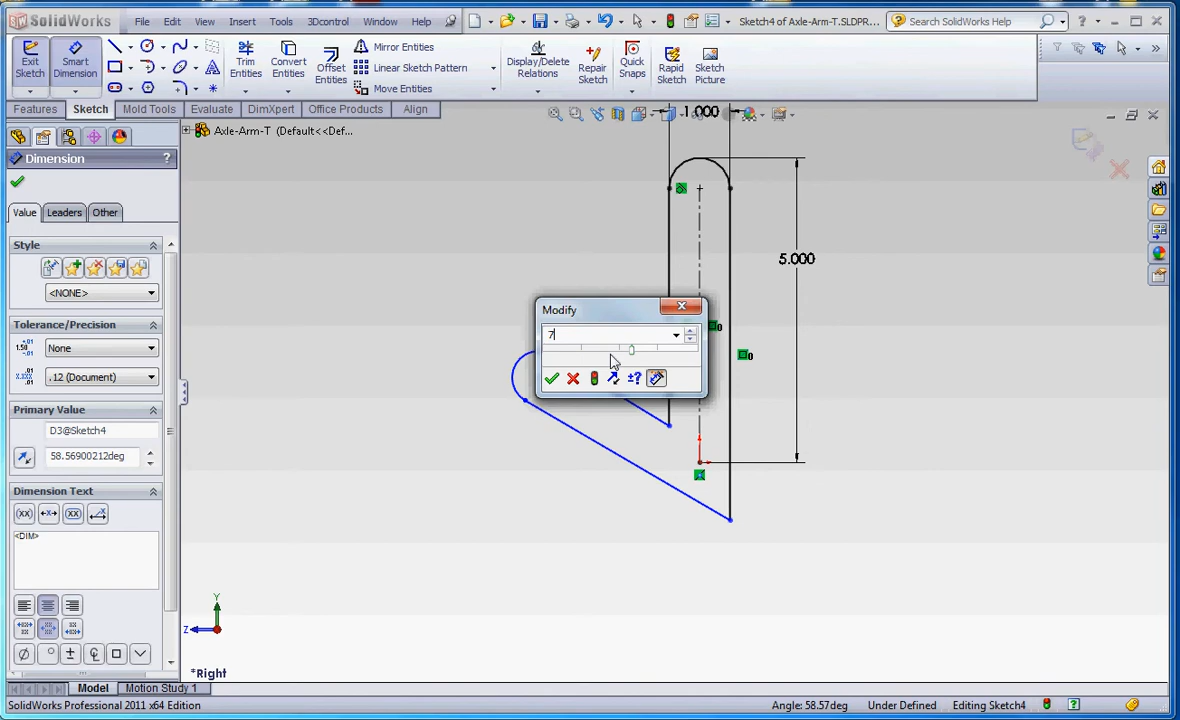 SolidWorks
File
Edit
View
Insert
Tools
3Dcontrol
Window
Help
Sketch4 of Axle-Arm-T.SLDPR...
Search SolidWorks Help
Exit Sketch
Smart Dimension
Trim Entities
Convert Entities
Offset Entities
Mirror Entities
Linear Sketch Pattern
Move Entities
Display/Delete Relations
Repair Sketch
Quick Snaps
Rapid Sketch
Sketch Picture
Features
Sketch
Mold Tools
Evaluate
DimXpert
Office Products
Align
Axle-Arm-T (Default<<Def...
1.000
5.000
Dimension
?
Value
Leaders
Other
Style
<NONE>
Tolerance/Precision
None
.12 (Document)
Primary Value
D3@Sketch4
58.56900212deg
Dimension Text
<DIM>
Modify
7
±?
Y
Z
*Right
Model
Motion Study 1
SolidWorks Professional 2011 x64 Edition
Angle: 58.57deg
Under Defined
Editing Sketch4